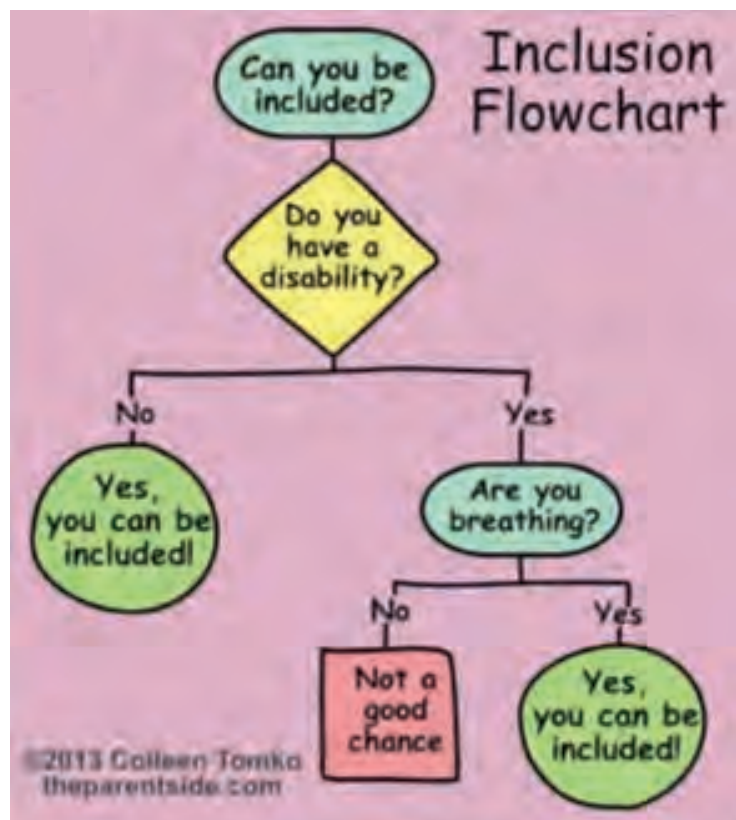 Inclusion
Flowchart
Can you be
included?
Do you
have a
disability?
No
Yes
Yes,
you can be
included!
Are you
breathing?
No
Yes
Not a
good
chance
Yes,
you can be
included!
©2013 Colleen Tomko
theparentside.com